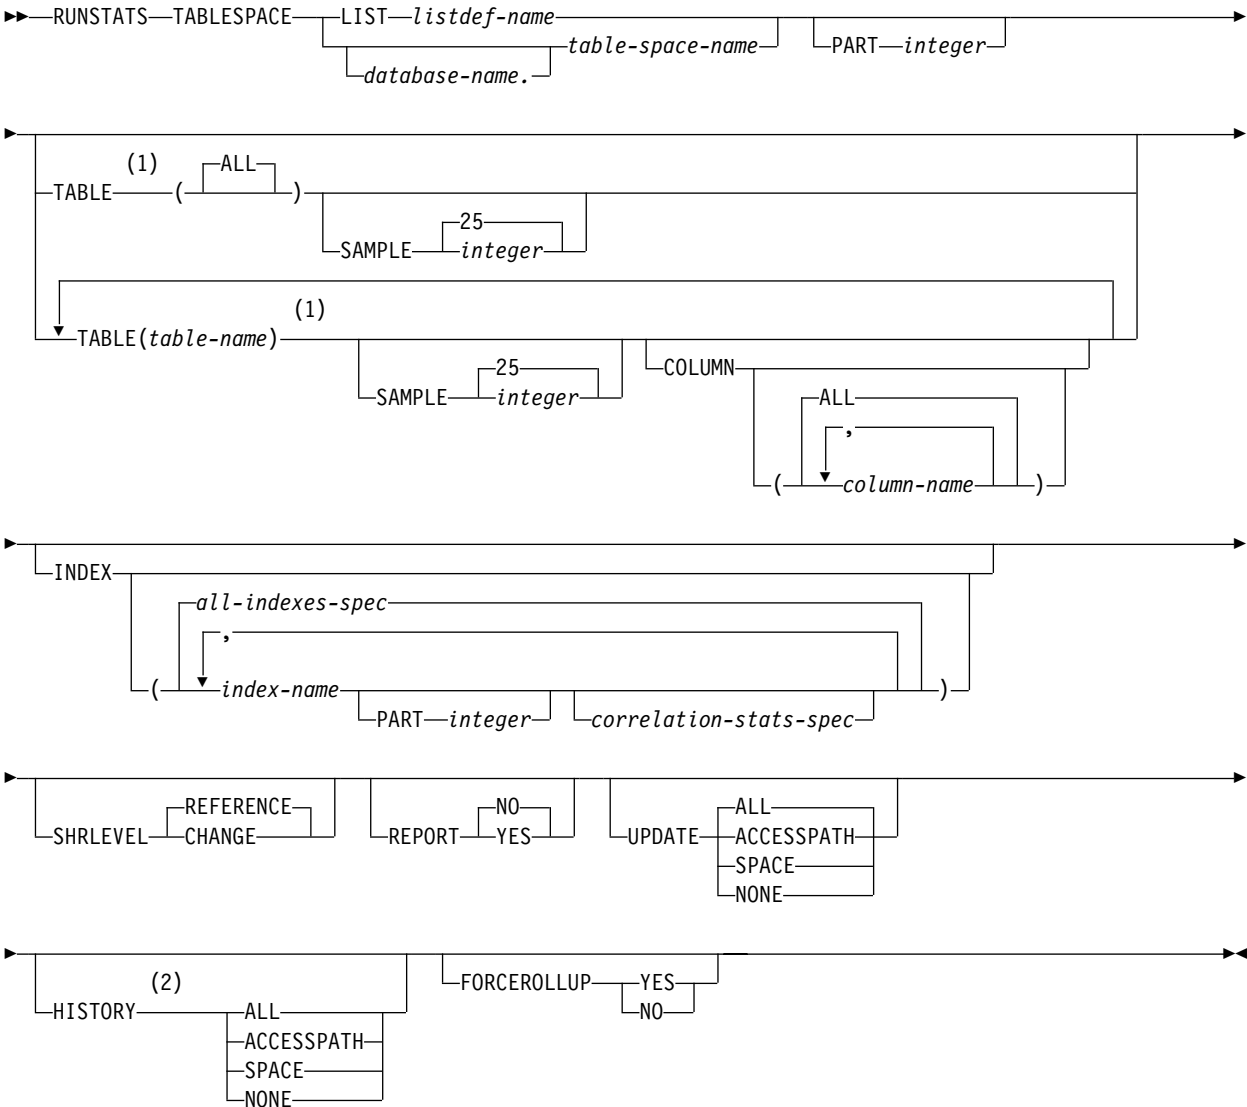 RUNSTATS TABLESPACE LIST listdef-name
table-space-name PART integer
database-name.
(1) ALL
TABLE ( )
25
SAMPLE integer
(1)
TABLE(table-name)
25 COLUMN
SAMPLE integer ALL
,
( column-name )
INDEX
all-indexes-spec
,
( index-name )
PART integer correlation-stats-spec
REFERENCE NO ALL
SHRLEVEL CHANGE REPORT YES UPDATE ACCESSPATH
SPACE
NONE
(2) FORCEROLLUP YES
HISTORY ALL NO
ACCESSPATH
SPACE
NONE